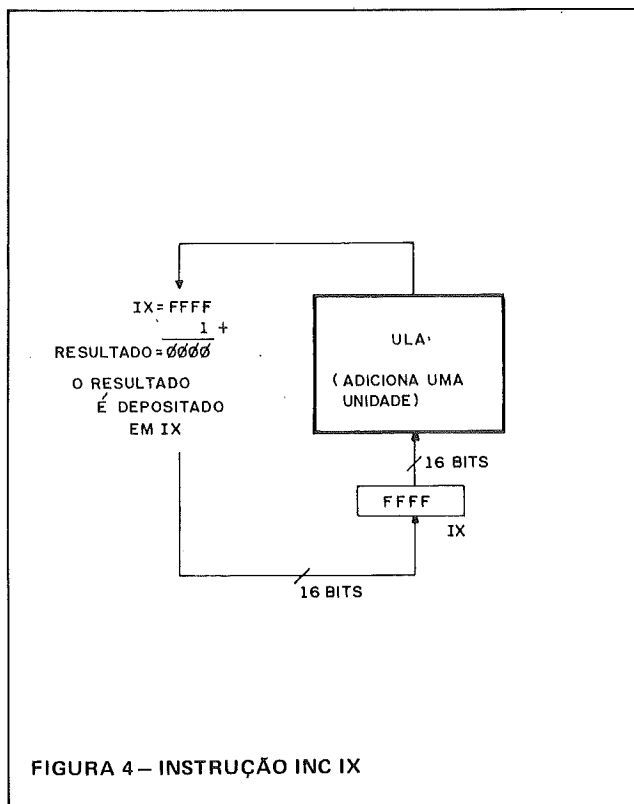 IX=FFFF
1 +
RESULTADO=ØØØØ
O RESULTADO
É DEPOSITADO
EM IX
ULA
(ADICIONA UMA
UNIDADE)
16 BITS
FFFF
IX
16 BITS
FIGURA 4 – INSTRUÇÃO INC IX